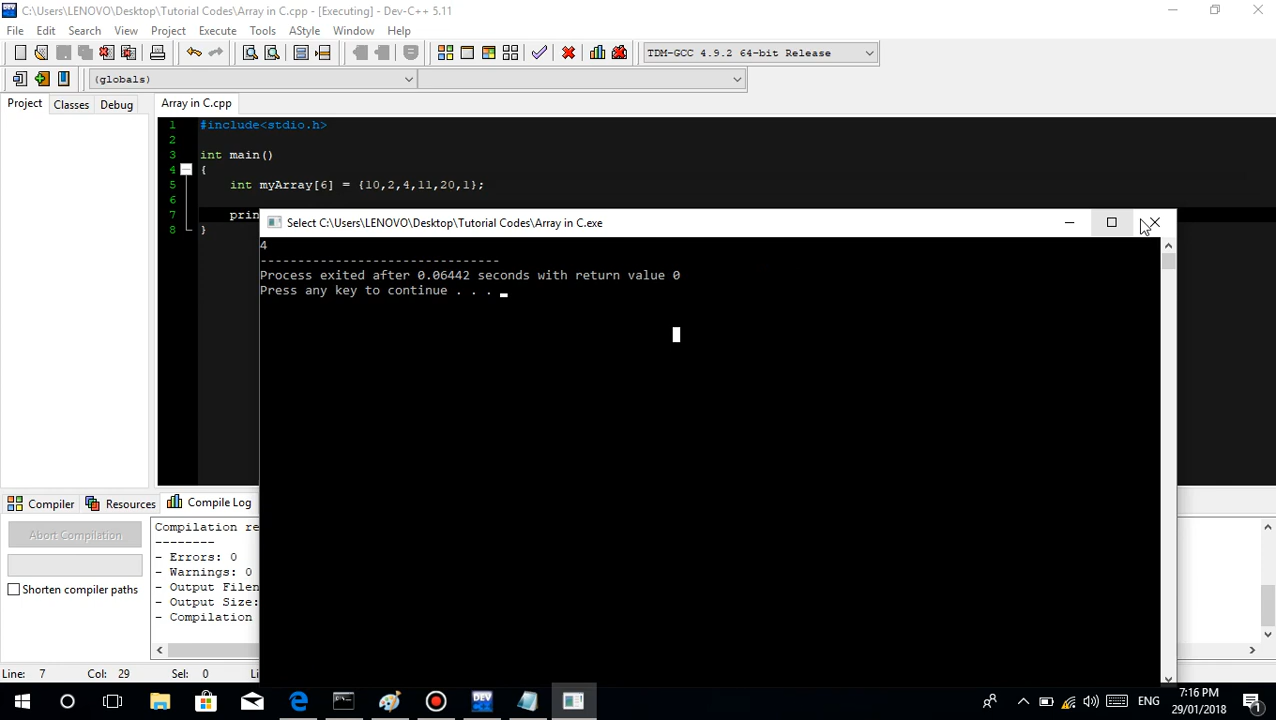 C:\Users\LENOVO\Desktop\Tutorial Codes\Array in C.cpp - [Executing] - Dev-C++ 5.11
File Edit Search View Project Execute Tools AStyle Window Help
TDM-GCC 4.9.2 64-bit Release
(globals)
Project Classes Debug
Array in C.cpp
1 #include<stdio.h>
2
3 int main()
4 {
5 int myArray[6] = {10,2,4,11,20,1};
6
7 prin
8 }
Select C:\Users\LENOVO\Desktop\Tutorial Codes\Array in C.exe
4
--------------------------------
Process exited after 0.06442 seconds with return value 0
Press any key to continue . . .
Compiler Resources Compile Log
Abort Compilation
Shorten compiler paths
Compilation re
--------
- Errors: 0
- Warnings: 0
- Output Filen
- Output Size:
- Compilation
Line: 7 Col: 29 Sel: 0 Li
DEV
ENG
7:16 PM
29/01/2018
1